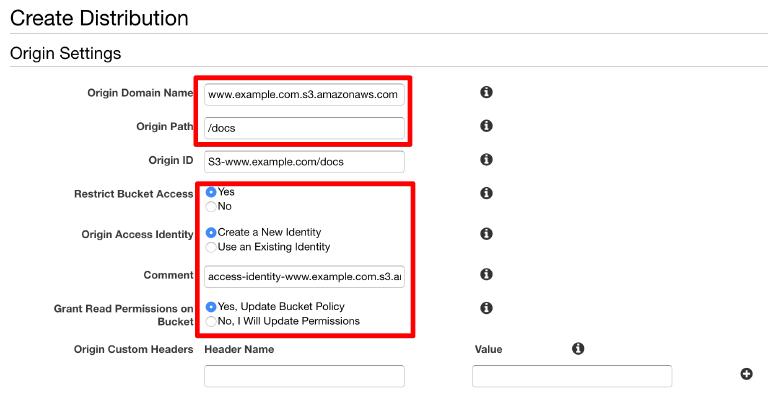 Create Distribution
Origin Settings
Origin Domain Name www.example.com.s3.amazonaws.com
Origin Path /docs
Origin ID S3-www.example.com/docs
Restrict Bucket Access Yes
No
Origin Access Identity Create a New Identity
Use an Existing Identity
Comment access-identity-www.example.com.s3.a
Grant Read Permissions on Yes, Update Bucket Policy
Bucket No, I Will Update Permissions
Origin Custom Headers Header Name Value